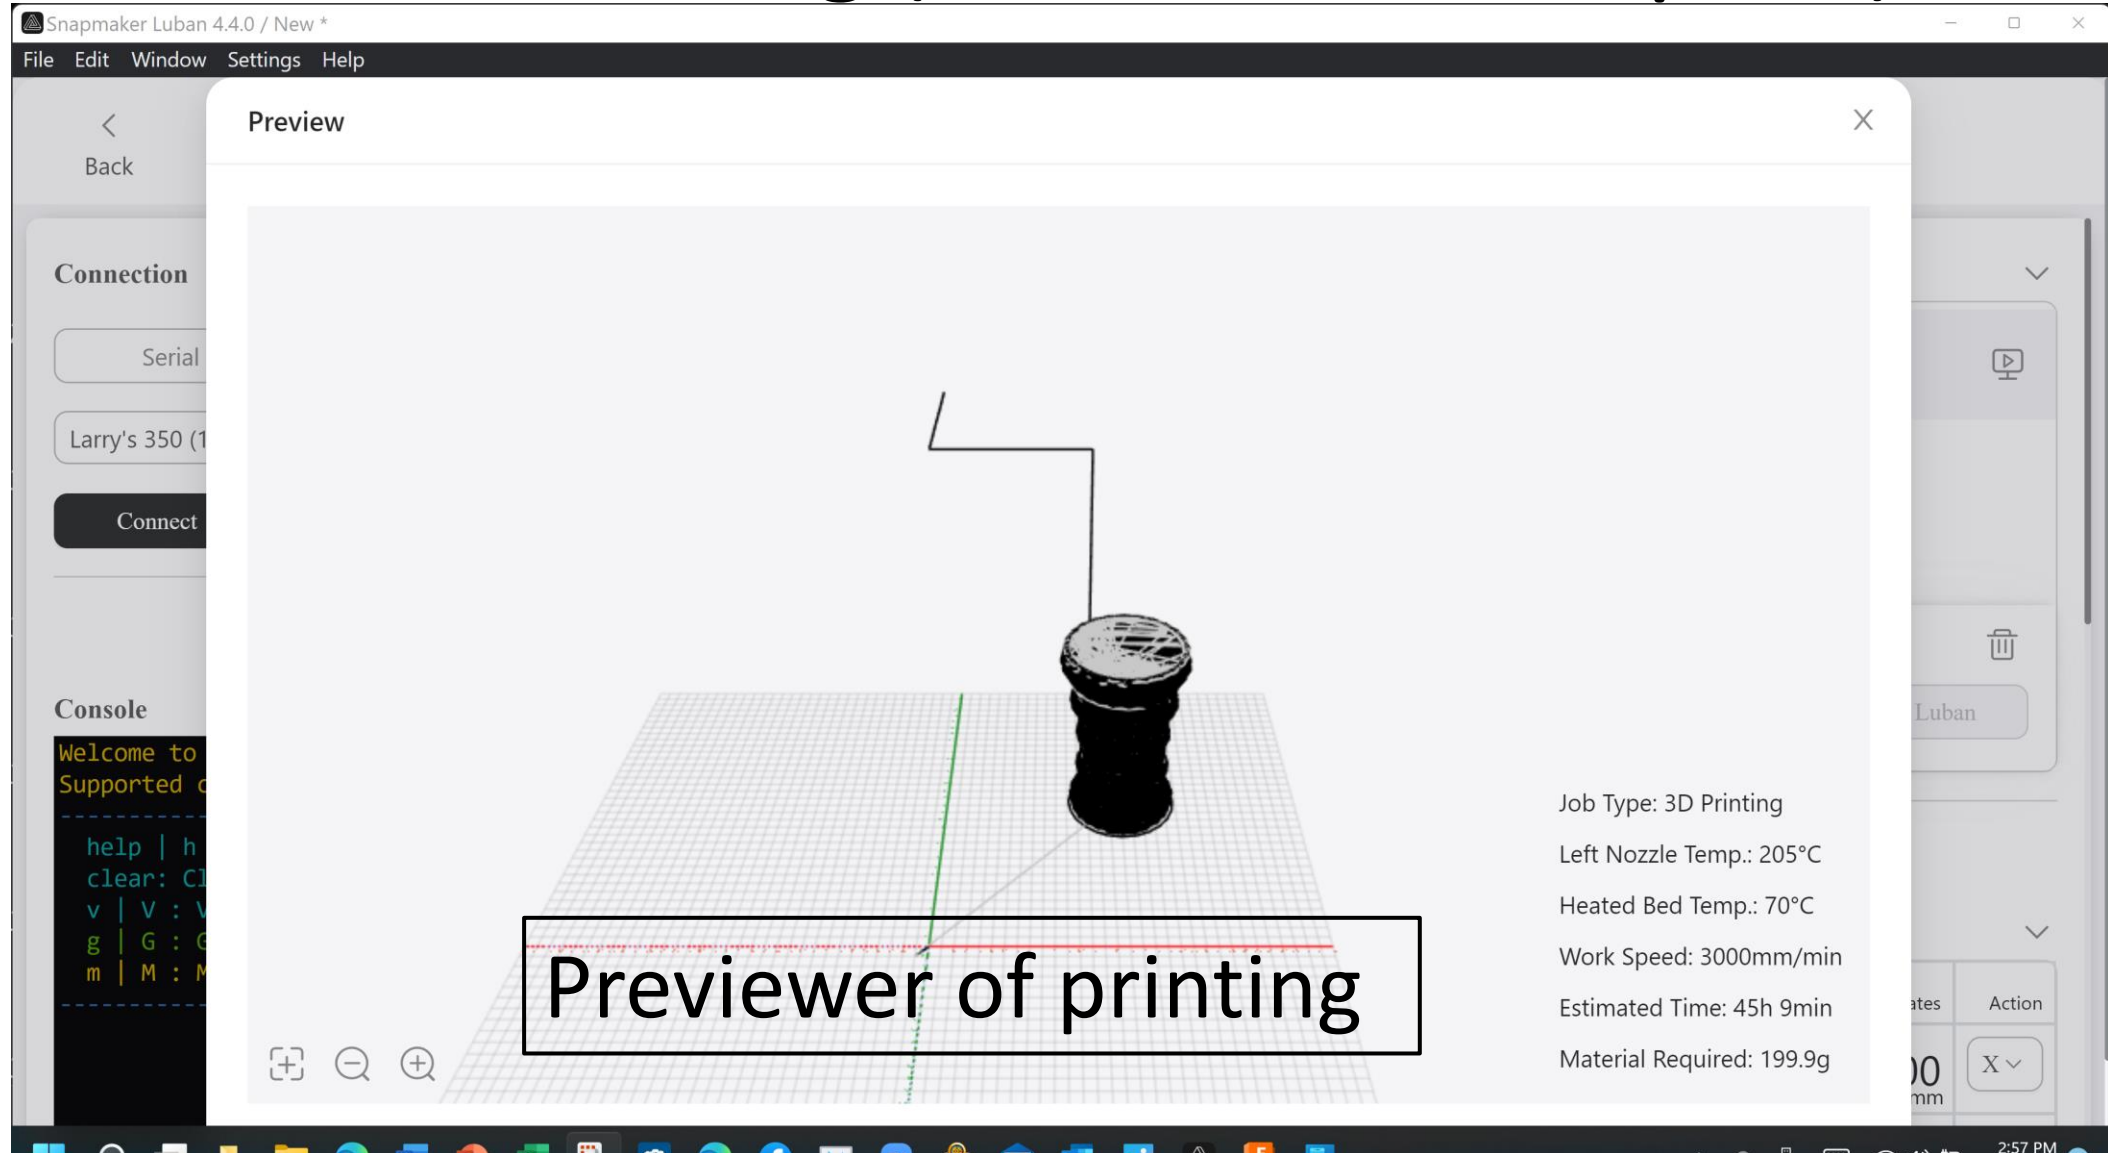 Snapmaker Luban 4.4.0 / New *
File Edit Window Settings Help
Back
Preview
X
Connection
Serial
Larry's 350 (1
Connect
Console
Welcome to
Supported
help | h
clear: Cl
v | V : V
g | G : G
m | M : M
Job Type: 3D Printing
Left Nozzle Temp.: 205°C
Heated Bed Temp.: 70°C
Work Speed: 3000mm/min
Estimated Time: 45h 9min
Material Required: 199.9g
Previewer of printing
Luban
Action
X
mm
2:57 PM